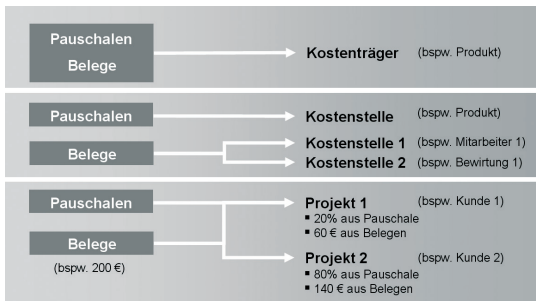 Pauschalen
Belege
Kostenträger (bspw. Produkt)
Pauschalen
Kostenstelle (bspw. Produkt)
Belege
Kostenstelle 1 (bspw. Mitarbeiter 1)
Kostenstelle 2 (bspw. Bewirtung 1)
Pauschalen
Projekt 1 (bspw. Kunde 1)
▪ 20% aus Pauschale
▪ 60 € aus Belegen
Belege
(bspw. 200 €)
Projekt 2 (bspw. Kunde 2)
▪ 80% aus Pauschale
▪ 140 € aus Belegen